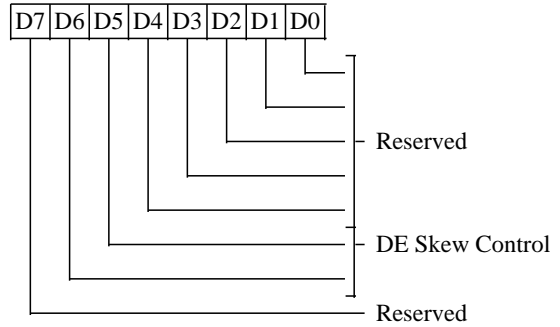 D7 D6 D5 D4 D3 D2 D1 D0
Reserved
DE Skew Control
Reserved